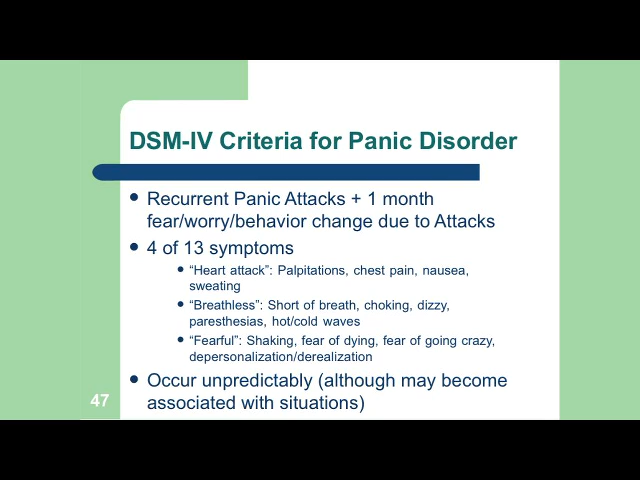 DSM-IV Criteria for Panic Disorder
• Recurrent Panic Attacks + 1 month
fear/worry/behavior change due to Attacks
• 4 of 13 symptoms
• “Heart attack”: Palpitations, chest pain, nausea,
sweating
• “Breathless”: Short of breath, choking, dizzy,
paresthesias, hot/cold waves
• “Fearful”: Shaking, fear of dying, fear of going crazy,
depersonalization/derealization
• Occur unpredictably (although may become
associated with situations)
47